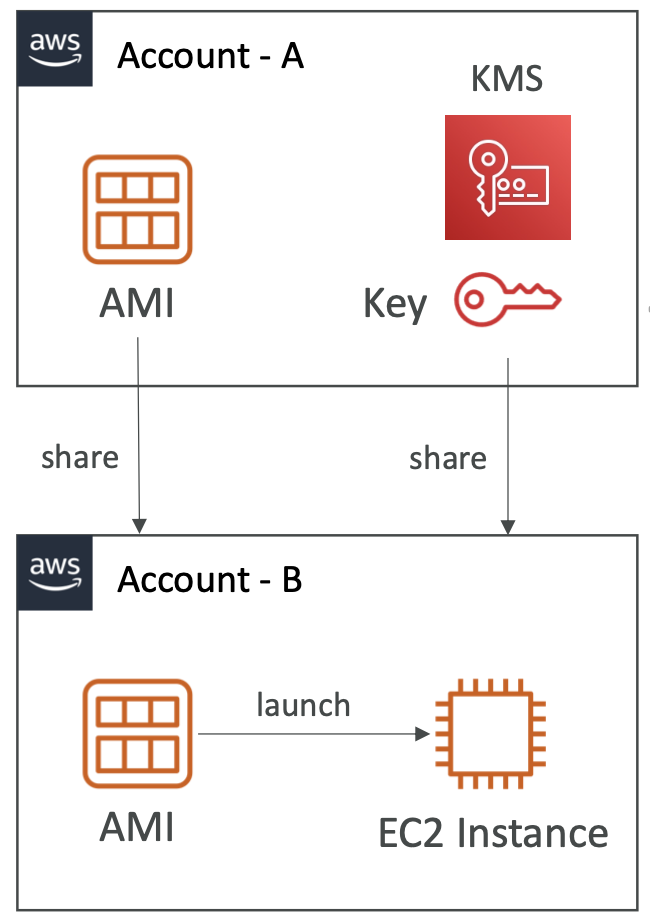 aws
Account - A
KMS
AMI
Key
share
share
aws
Account - B
launch
AMI
EC2 Instance